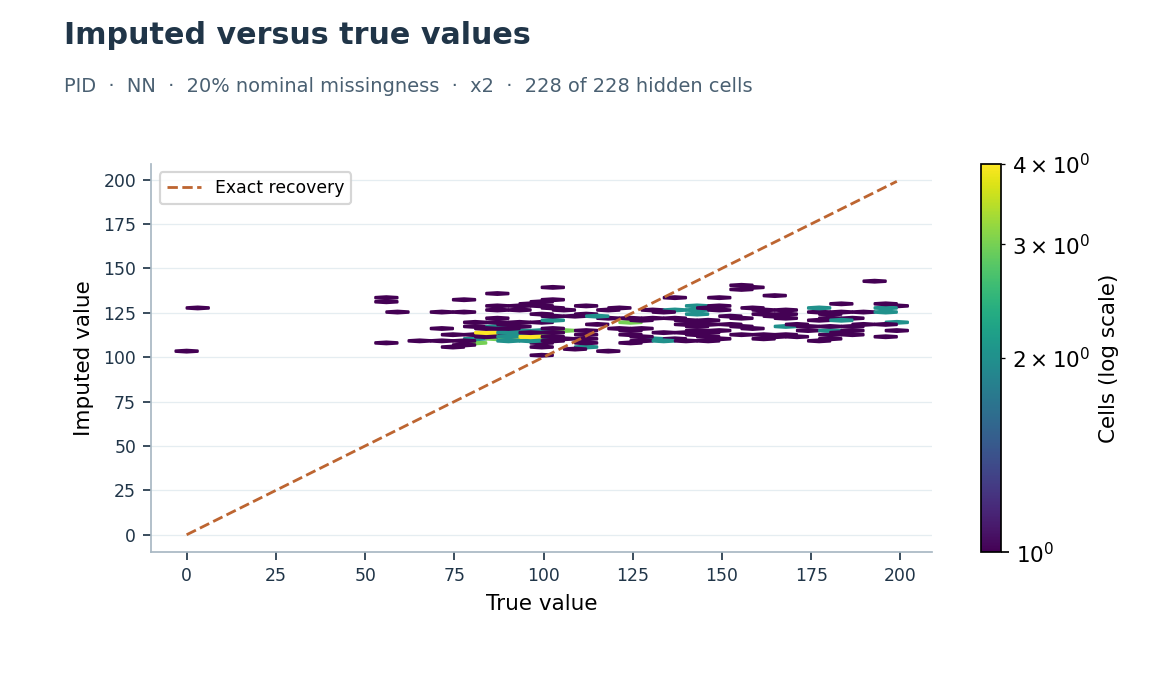 Imputed versus true values
PID · NN · 20% nominal missingness · x2 · 228 of 228 hidden cells
Exact recovery
200
175
150
125
100
75
50
25
0
Imputed value
0 25 50 75 100 125 150 175 200
True value
4 × 10⁰
3 × 10⁰
2 × 10⁰
10⁰
Cells (log scale)